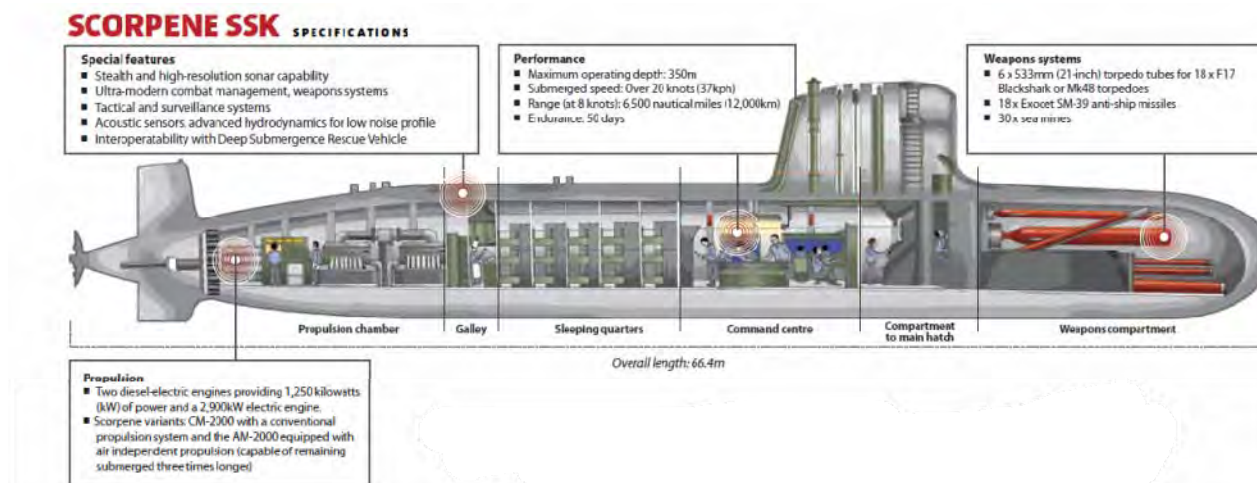 SCORPENE SSK SPECIFICATIONS
Special features
■ Stealth and high-resolution sonar capability
■ Ultra-modern combat management, weapons systems
■ Tactical and surveillance systems
■ Acoustic sensors advanced hydrodynamics for low noise profile
■ Interoperatability with Deep Submergence Rescue Vehicle
Performance
■ Maximum operating depth: 350m
■ Submerged speed: Over 20 knots (37kph)
■ Range (at 8 knots): 6,500 nautical miles (12,000km)
■ Endurance: 50 days
Weapons systems
■ 6 x 533mm (21-inch) torpedo tubes for 18 x F17
Blackshark or Mk48 torpedoes
■ 18 x Exocet SM-39 anti-ship missiles
■ 30 x sea mines
Propulsion chamber
Galley
Sleeping quarters
Command centre
Compartment
to main hatch
Weapons compartment
Overall length: 66.4m
Propulsion
■ Two diesel-electric engines providing 1,250 kilowatts
(kW) of power and a 2,900kW electric engine.
■ Scorpene variants: CM-2000 with a conventional
propulsion system and the AM-2000 equipped with
air independent propulsion (capable of remaining
submerged three times longer)